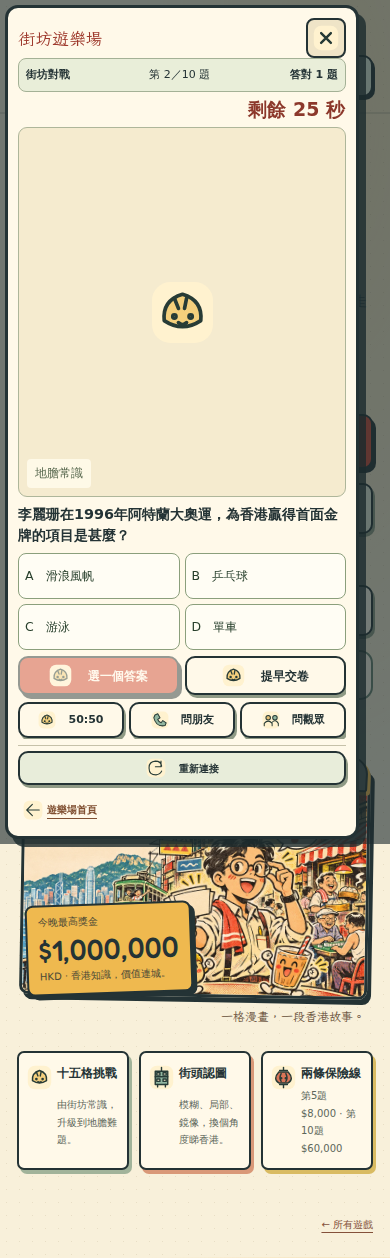 街坊遊樂場
街坊對戰 第 2／10 題 答對 1 題
剩餘 25 秒
地膽常識
李麗珊在1996年阿特蘭大奧運，為香港贏得首面金
牌的項目是甚麼？
A 滑浪風帆
B 乒乓球
C 游泳
D 單車
選一個答案
提早交卷
50:50
問朋友
問觀眾
重新連接
遊樂場首頁
今晚最高獎金
$1,000,000
HKD · 香港知識，價值連城。
一格漫畫，一段香港故事。
十五格挑戰
由街坊常識，
升級到地膽難
題。
街頭認圖
模糊、局部、
鏡像，換個角
度睇香港。
兩條保險線
第5題
$8,000 · 第
10題
$60,000
← 所有遊戲